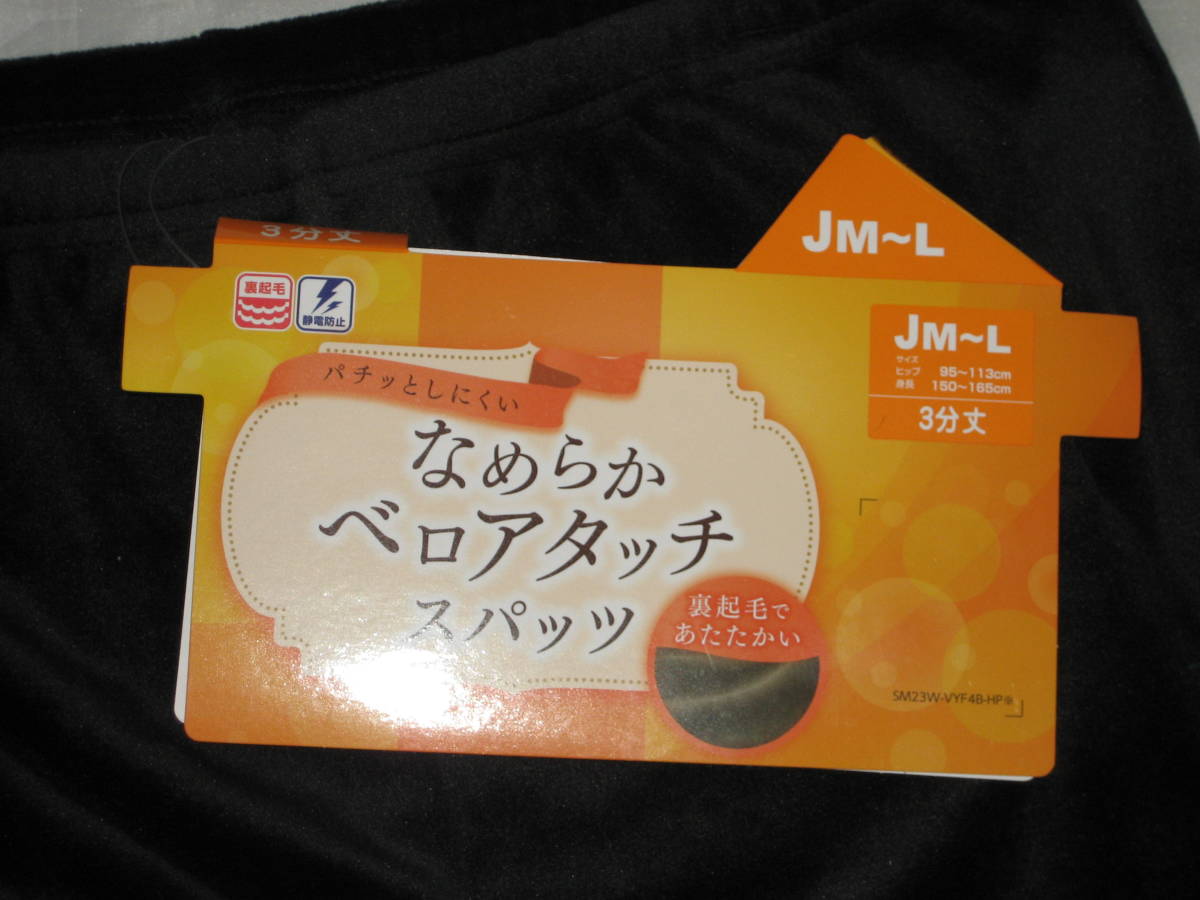 3分丈
JM~L
裏起毛
静電防止
パチッとしにくい
なめらか
ベロアタッチ
スパッツ
裏起毛で
あたたかい
JM~L
サイズ
ヒップ 95~113cm
身長 150~165cm
3分丈
SM23W-VYF4B-HP※